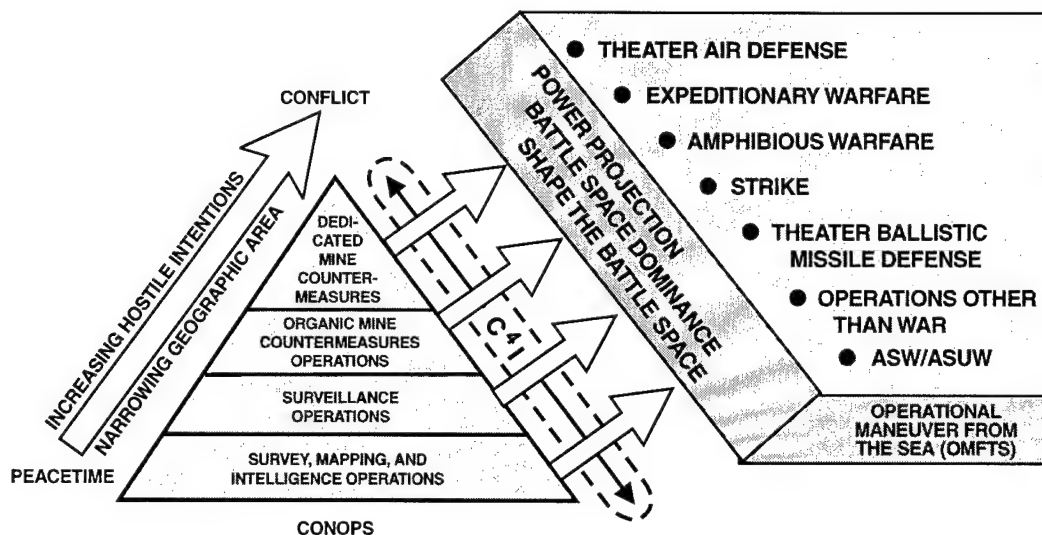 CONFLICT
INCREASING HOSTILE INTENTIONS
NARROWING GEOGRAPHIC AREA
PEACETIME
DEDI-
CATED
MINE
COUNTER-
MEASURES
ORGANIC MINE
COUNTERMEASURES
OPERATIONS
SURVEILLANCE
OPERATIONS
SURVEY, MAPPING, AND
INTELLIGENCE OPERATIONS
CONOPS
C⁴I
POWER PROJECTION
BATTLE SPACE DOMINANCE
SHAPE THE BATTLE SPACE
● THEATER AIR DEFENSE
● EXPEDITIONARY WARFARE
● AMPHIBIOUS WARFARE
● STRIKE
● THEATER BALLISTIC
MISSILE DEFENSE
● OPERATIONS OTHER
THAN WAR
● ASW/ASUW
OPERATIONAL
MANEUVER FROM
THE SEA (OMFTS)